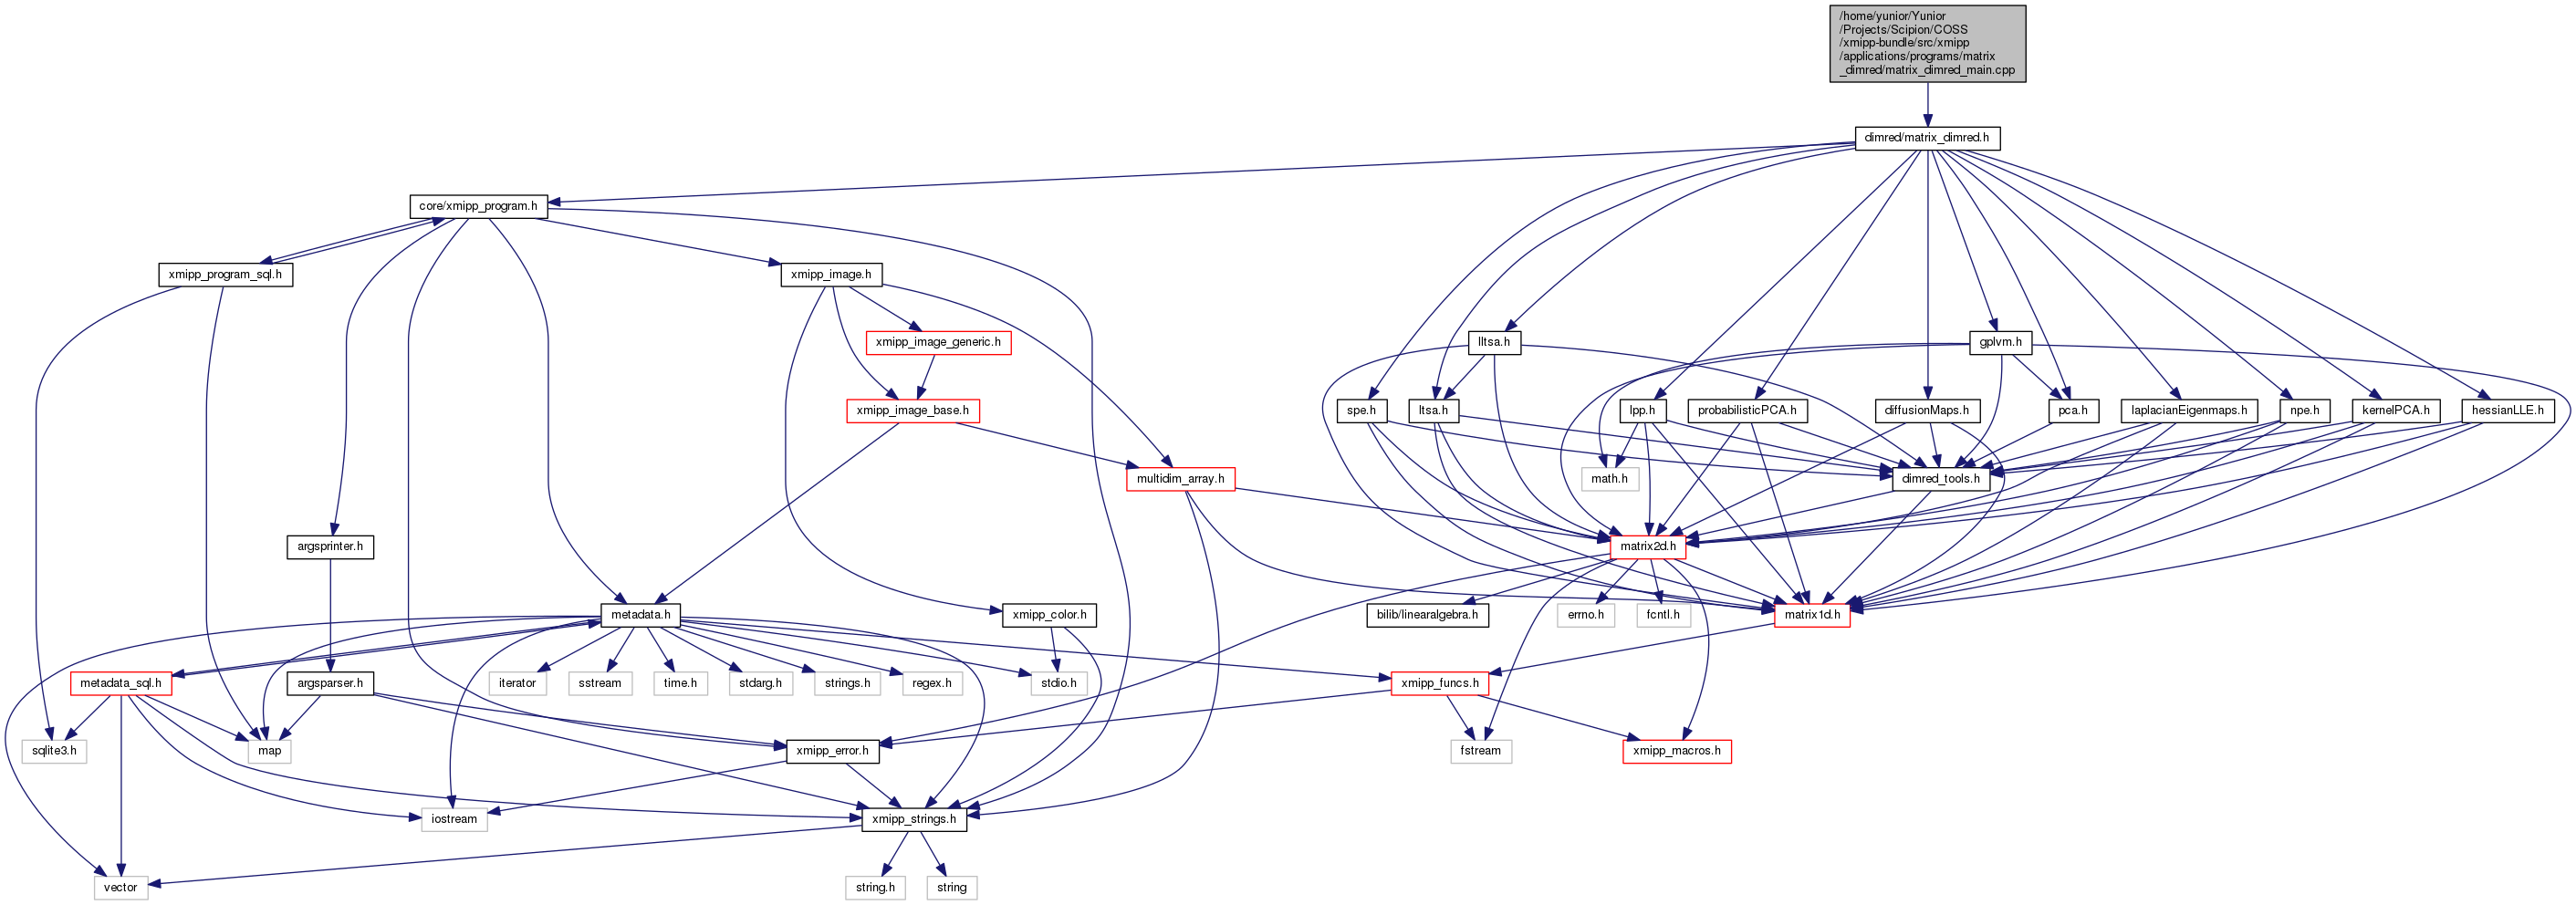 /home/yunior/Yunior
/Projects/Scipion/COSS
/xmipp-bundle/src/xmipp
/applications/programs/matrix
_dimred/matrix_dimred_main.cpp
dimred/matrix_dimred.h
core/xmipp_program.h
xmipp_program_sql.h
xmipp_image.h
xmipp_image_generic.h
lltsa.h
gplvm.h
xmipp_image_base.h
spe.h
ltsa.h
lpp.h
probabilisticPCA.h
diffusionMaps.h
pca.h
laplacianEigenmaps.h
npe.h
kernelPCA.h
hessianLLE.h
multidim_array.h
math.h
dimred_tools.h
argsprinter.h
matrix2d.h
metadata.h
xmipp_color.h
bilib/linearalgebra.h
errno.h
fcntl.h
matrix1d.h
metadata_sql.h
argsparser.h
iterator
sstream
time.h
stdarg.h
strings.h
regex.h
stdio.h
xmipp_funcs.h
sqlite3.h
map
xmipp_error.h
fstream
xmipp_macros.h
iostream
xmipp_strings.h
vector
string.h
string